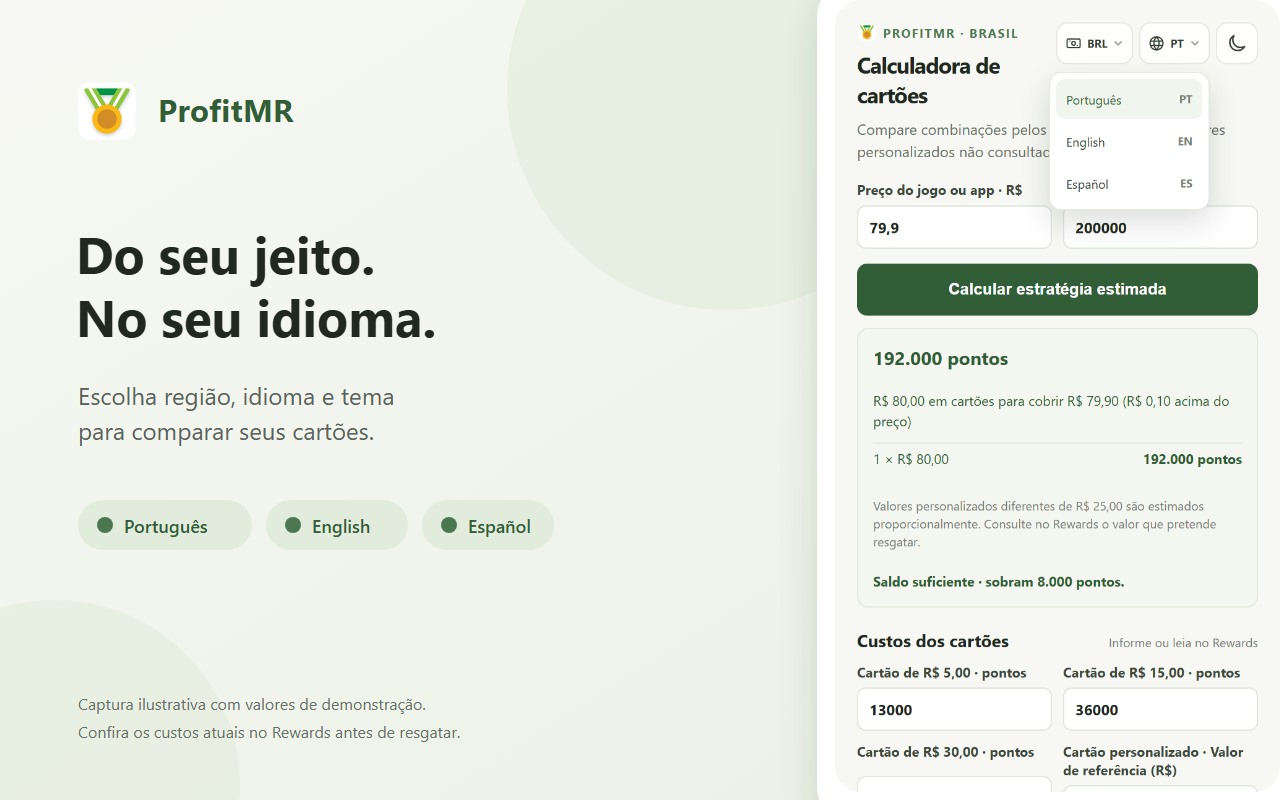 ProfitMR
Do seu jeito.
No seu idioma.
Escolha região, idioma e tema
para comparar seus cartões.
Português
English
Español
Captura ilustrativa com valores de demonstração.
Confira os custos atuais no Rewards antes de resgatar.
PROFITMR · BRASIL
BRL
PT
Calculadora de
cartões
Português PT
English EN
Español ES
Compare combinações pelos
personalizados não
Preço do jogo ou app · R$
79,9
200000
Calcular estratégia estimada
192.000 pontos
R$ 80,00 em cartões para cobrir R$ 79,90 (R$ 0,10 acima do
preço)
1 × R$ 80,00 192.000 pontos
Valores personalizados diferentes de R$ 25,00 são estimados
proporcionalmente. Consulte no Rewards o valor que pretende
resgatar.
Saldo suficiente · sobram 8.000 pontos.
Custos dos cartões
Informe ou leia no Rewards
Cartão de R$ 5,00 · pontos
13000
Cartão de R$ 15,00 · pontos
36000
Cartão de R$ 30,00 · pontos
Cartão personalizado · Valor
de referência (R$)